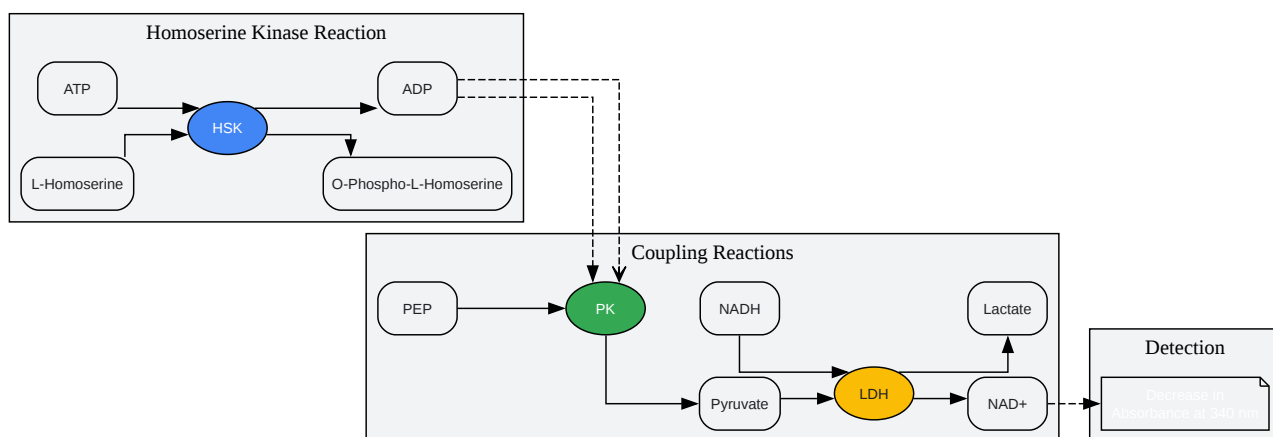 Homoserine Kinase Reaction
ATP
ADP
HSK
L-Homoserine
O-Phospho-L-Homoserine
Coupling Reactions
PEP
PK
NADH
Lactate
Detection
Pyruvate
LDH
NAD+
Decrease in
Absorbance at 340 nm